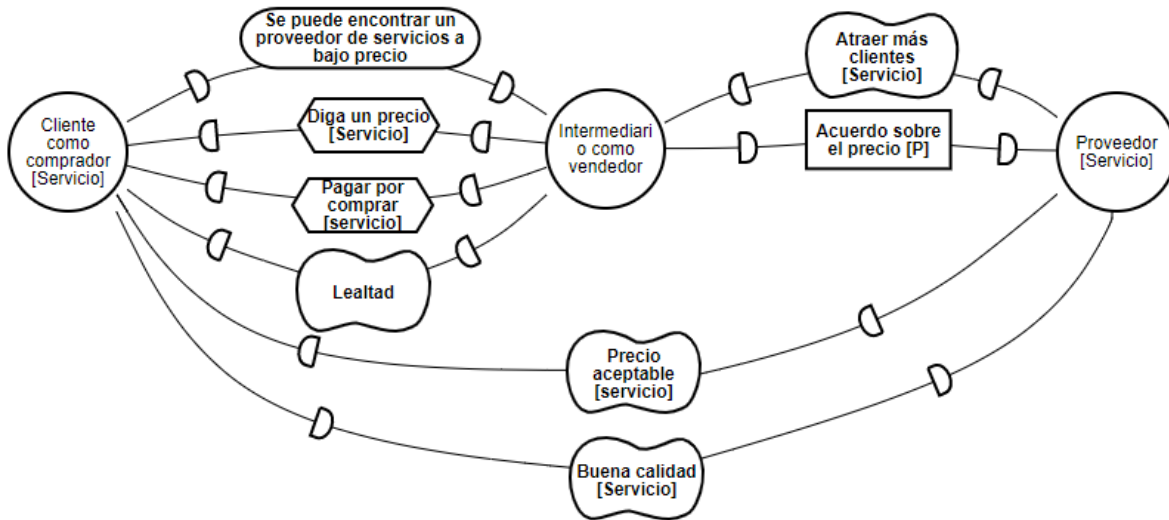 Se puede encontrar un
proveedor de servicios a
bajo precio
Atraer más
clientes
[Servicio]
Cliente
como
comprador
[Servicio]
Diga un precio
[Servicio]
Intermediari
o como
vendedor
Acuerdo sobre
el precio [P]
Proveedor
[Servicio]
Pagar por
comprar
[servicio]
Lealtad
Precio
aceptable
[servicio]
Buena calidad
[Servicio]